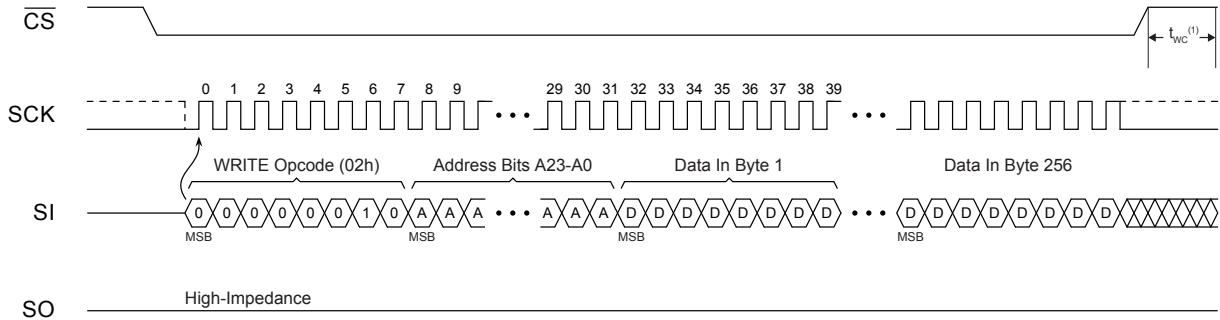 CS
t_WC(1)
0 1 2 3 4 5 6 7 8 9 29 30 31 32 33 34 35 36 37 38 39
SCK
WRITE Opcode (02h) Address Bits A23-A0 Data In Byte 1 Data In Byte 256
SI 0 0 0 0 0 0 1 0 A A A A A A D D D D D D D D D D D D D D D D
MSB MSB MSB MSB
High-Impedance
SO